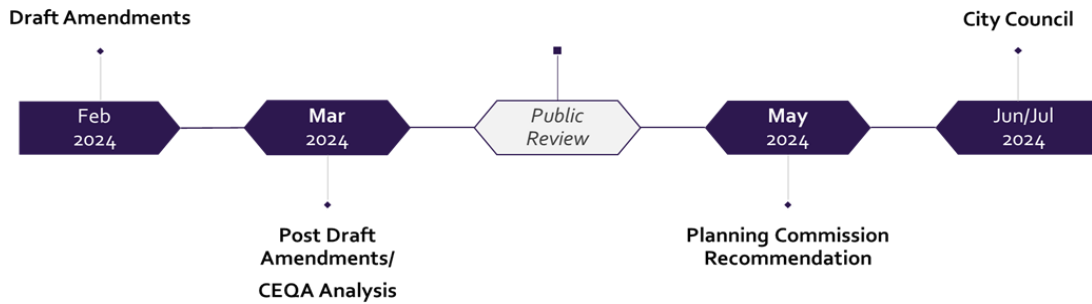 Draft Amendments
City Council
Feb
2024
Mar
2024
Public
Review
May
2024
Jun/Jul
2024
Post Draft
Amendments/
CEQA Analysis
Planning Commission
Recommendation